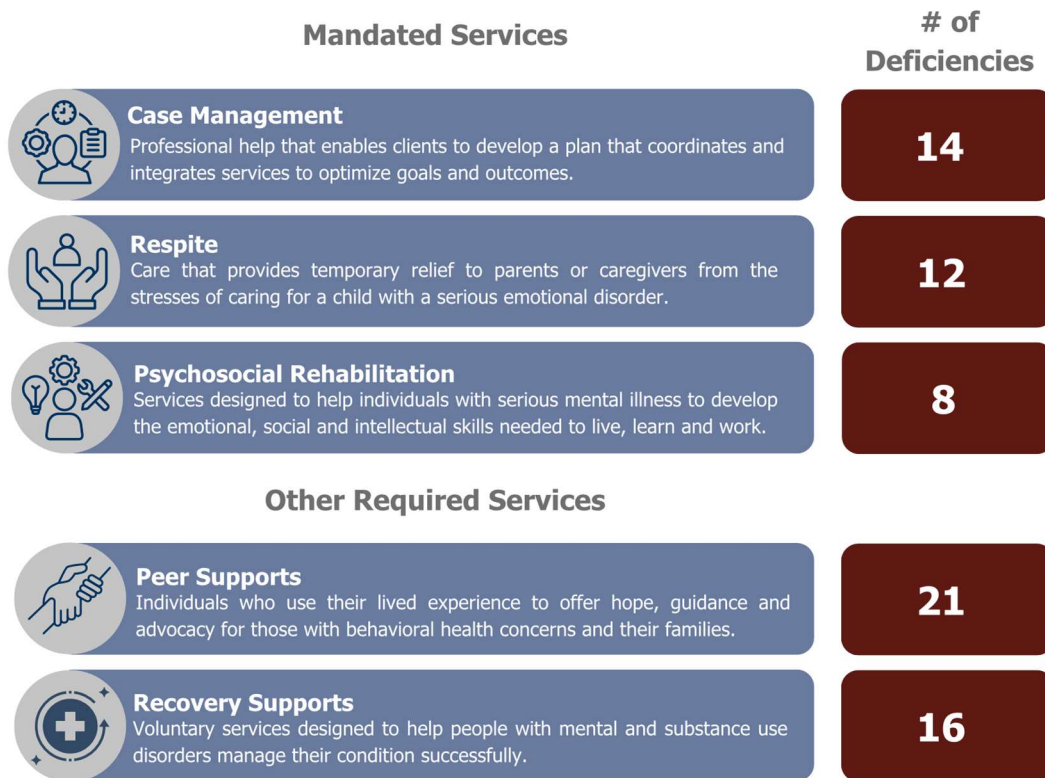 Mandated Services
# of
Deficiencies
Case Management
Professional help that enables clients to develop a plan that coordinates and
integrates services to optimize goals and outcomes.
14
Respite
Care that provides temporary relief to parents or caregivers from the
stresses of caring for a child with a serious emotional disorder.
12
Psychosocial Rehabilitation
Services designed to help individuals with serious mental illness to develop
the emotional, social and intellectual skills needed to live, learn and work.
8
Other Required Services
Peer Supports
Individuals who use their lived experience to offer hope, guidance and
advocacy for those with behavioral health concerns and their families.
21
Recovery Supports
Voluntary services designed to help people with mental and substance use
disorders manage their condition successfully.
16